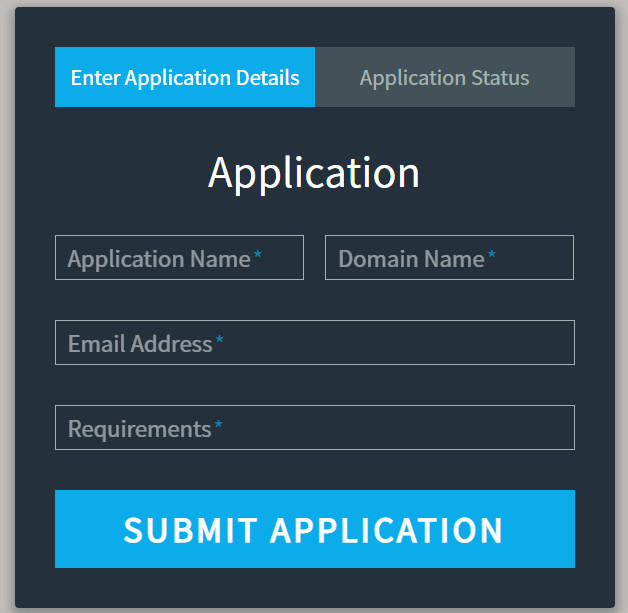 Enter Application Details
Application Status
Application
Application Name*
Domain Name*
Email Address*
Requirements*
SUBMIT APPLICATION